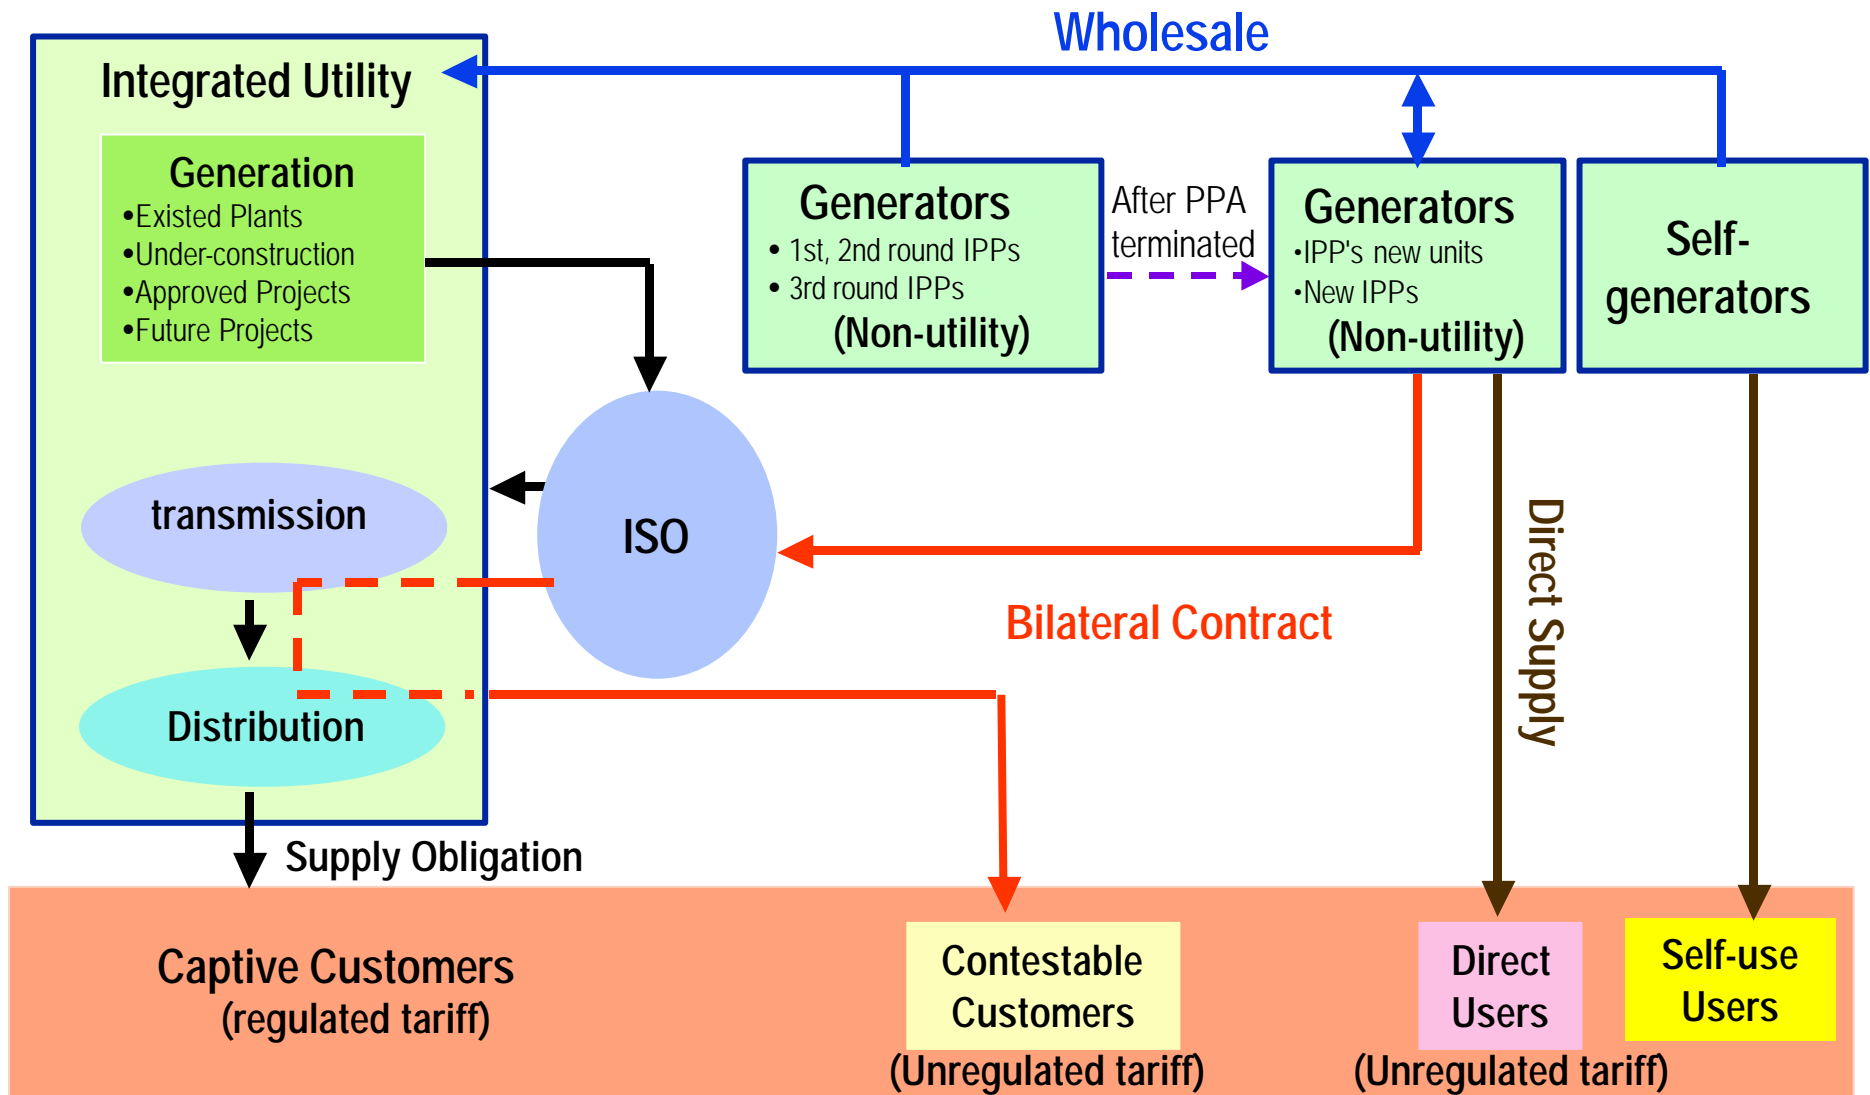 Wholesale
Integrated Utility
Generation
•Existed Plants
•Under-construction
•Approved Projects
•Future Projects
Generators
• 1st, 2nd round IPPs
• 3rd round IPPs
(Non-utility)
After PPA
terminated
Generators
•IPP's new units
•New IPPs
(Non-utility)
Self-
generators
transmission
ISO
Distribution
Bilateral Contract
Direct Supply
Supply Obligation
Captive Customers
(regulated tariff)
Contestable
Customers
(Unregulated tariff)
Direct
Users
(Unregulated tariff)
Self-use
Users